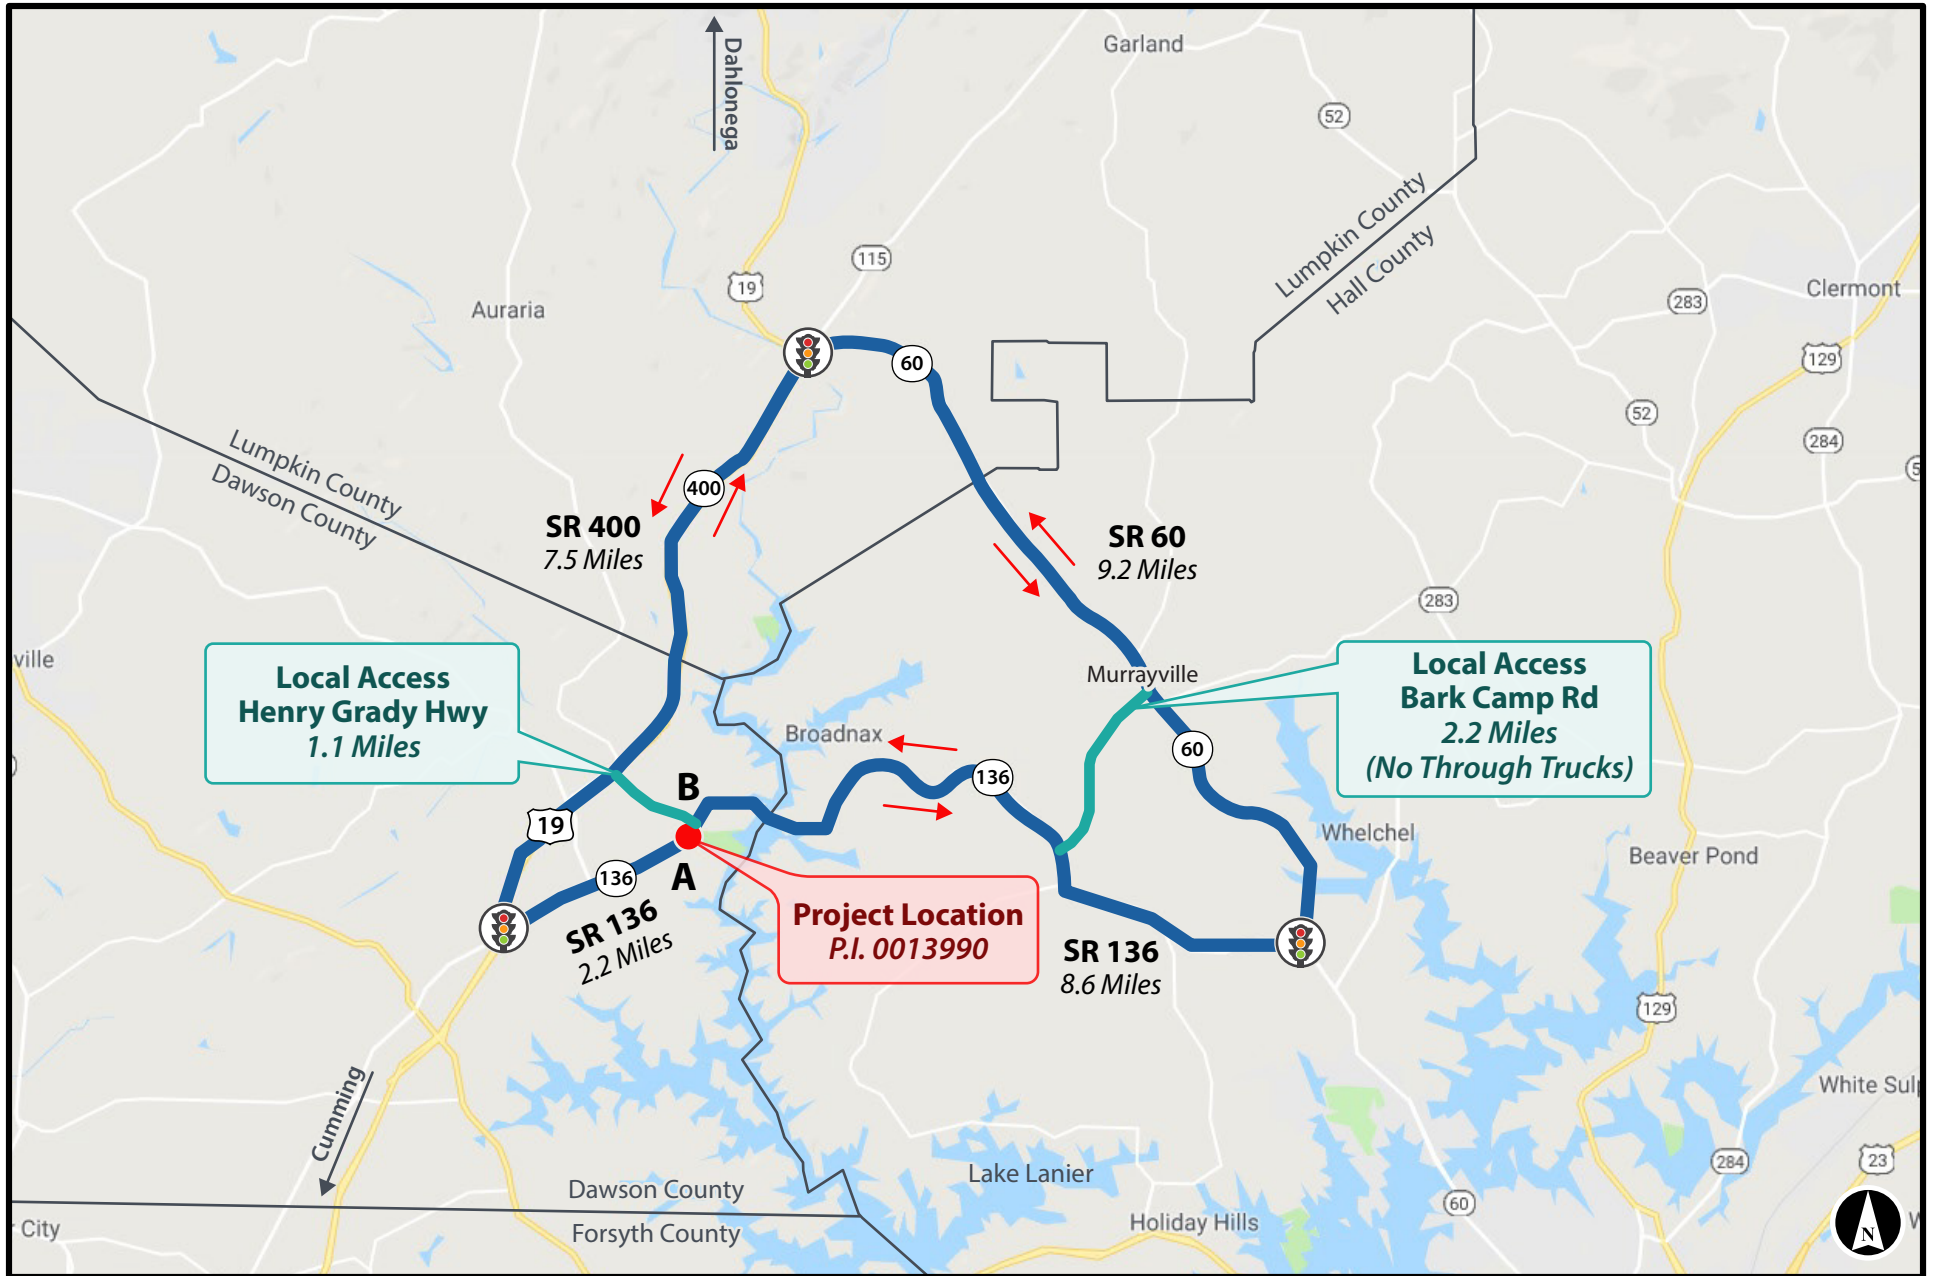 Dahlonega
Garland
52
Lumpkin County
Hall County
115
19
283
Clermont
Auraria
60
129
52
284
Lumpkin County
Dawson County
400
SR 400
7.5 Miles
SR 60
9.2 Miles
283
ville
Local Access
Henry Grady Hwy
1.1 Miles
Murrayville
Local Access
Bark Camp Rd
2.2 Miles
(No Through Trucks)
Broadnax
60
136
B
19
Whelchel
Beaver Pond
A
136
SR 136
2.2 Miles
Project Location
P.I. 0013990
SR 136
8.6 Miles
129
Cumming
White Sulp
Lake Lanier
284
23
Dawson County
Forsyth County
60
Holiday Hills
City
N
W